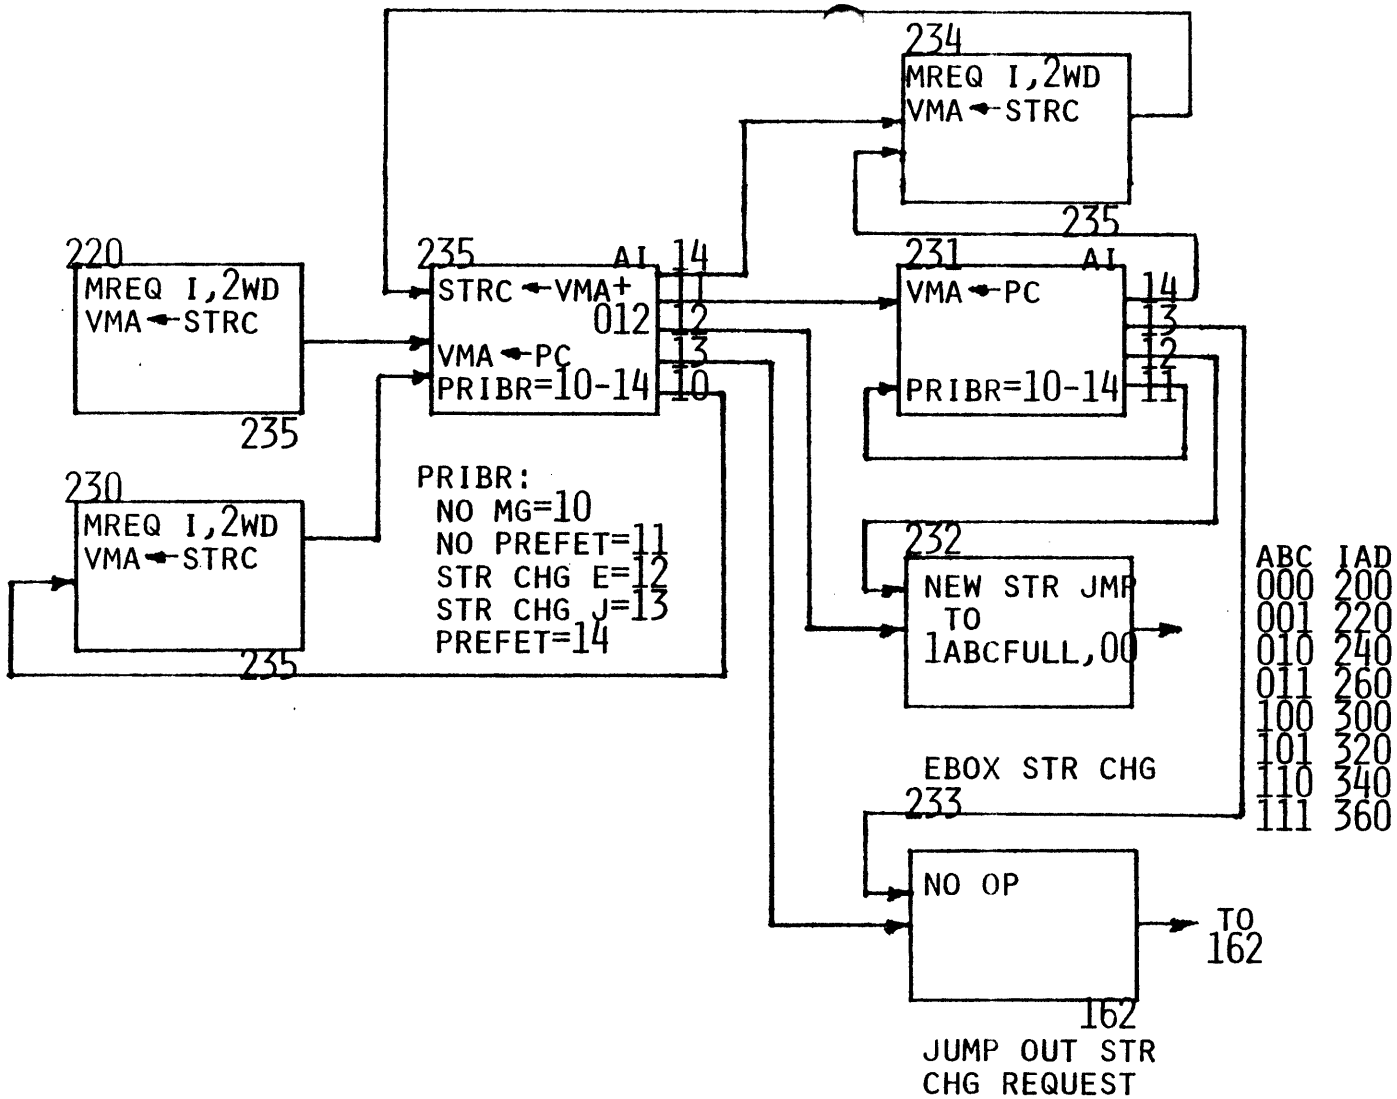 234
MREQ I,2WD
VMA←STRC
235
220
MREQ I,2WD
VMA←STRC
235
235
AI
STRC←VMA+
012
VMA←PC
PRIBR=10-14
14
11
12
13
10
231
AI
VMA←PC
PRIBR=10-14
14
13
12
11
230
MREQ I,2WD
VMA←STRC
235
PRIBR:
NO MG=10
NO PREFET=11
STR CHG E=12
STR CHG J=13
PREFET=14
232
NEW STR JMP
TO
1ABCFULL,00
EBOX STR CHG
ABC IAD
000 200
001 220
010 240
011 260
100 300
101 320
110 340
111 360
233
NO OP
TO
162
162
JUMP OUT STR
CHG REQUEST